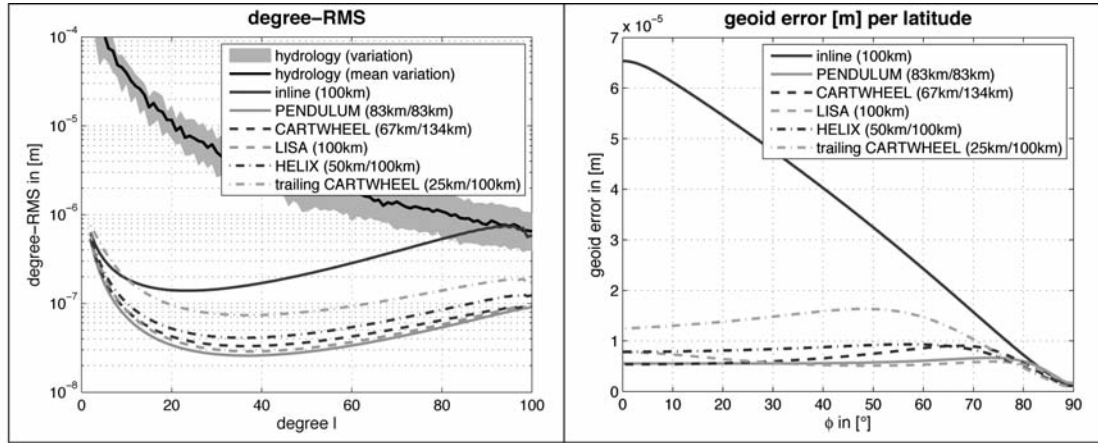 degree-RMS
10^-4
10^-5
10^-6
10^-7
10^-8
degree-RMS in [m]
hydrology (variation)
hydrology (mean variation)
inline (100km)
PENDULUM (83km/83km)
CARTWHEEL (67km/134km)
LISA (100km)
HELIX (50km/100km)
trailing CARTWHEEL (25km/100km)
0 20 40 60 80 100
degree l
geoid error [m] per latitude
x 10^-5
7
6
5
4
3
2
1
0
geoid error in [m]
inline (100km)
PENDULUM (83km/83km)
CARTWHEEL (67km/134km)
LISA (100km)
HELIX (50km/100km)
trailing CARTWHEEL (25km/100km)
0 10 20 30 40 50 60 70 80 90
ϕ in [°]